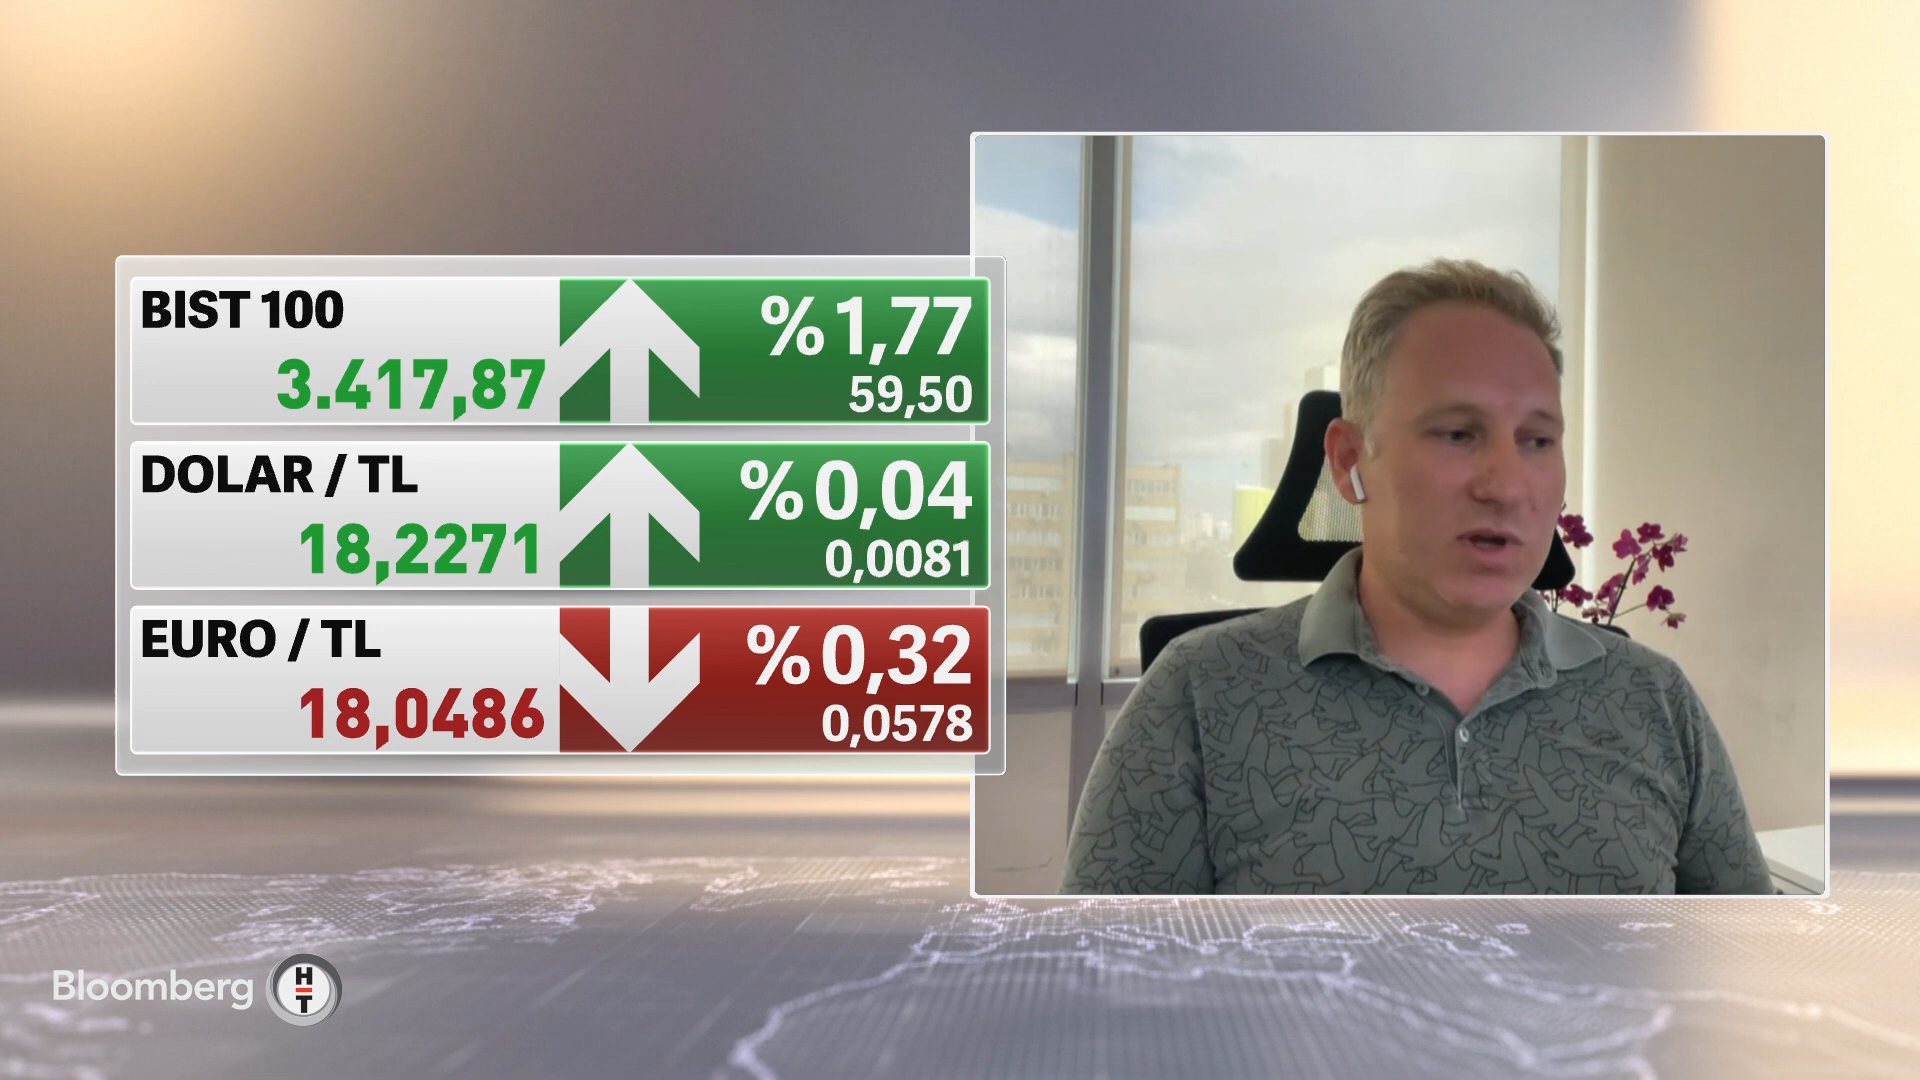 BIST 100
3.417,87
%1,77
59,50
DOLAR / TL
18,2271
%0,04
0,0081
EURO / TL
18,0486
%0,32
0,0578
Bloomberg HT